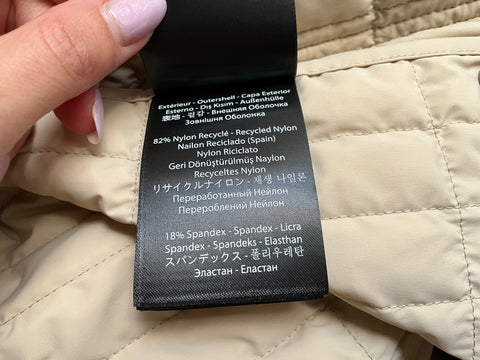 Extérieur - Outershell - Capa Exterior
Esterno - Dış Kısım - Außenhülle
表地 - 겉감 - Внешняя Оболочка
Зовнішня Оболонка
82% Nylon Recyclé - Recycled Nylon
Nailon Reciclado (Spain)
Nylon Riciclato
Geri Dönüştürülmüş Naylon
Recyceltes Nylon
リサイクルナイロン - 재생 나일론
Переработанный Нейлон
Перероблений Нейлон
18% Spandex - Spandex - Licra
Spandex - Spandeks - Elasthan
スパンデックス - 폴리우레탄
Эластан - Еластан